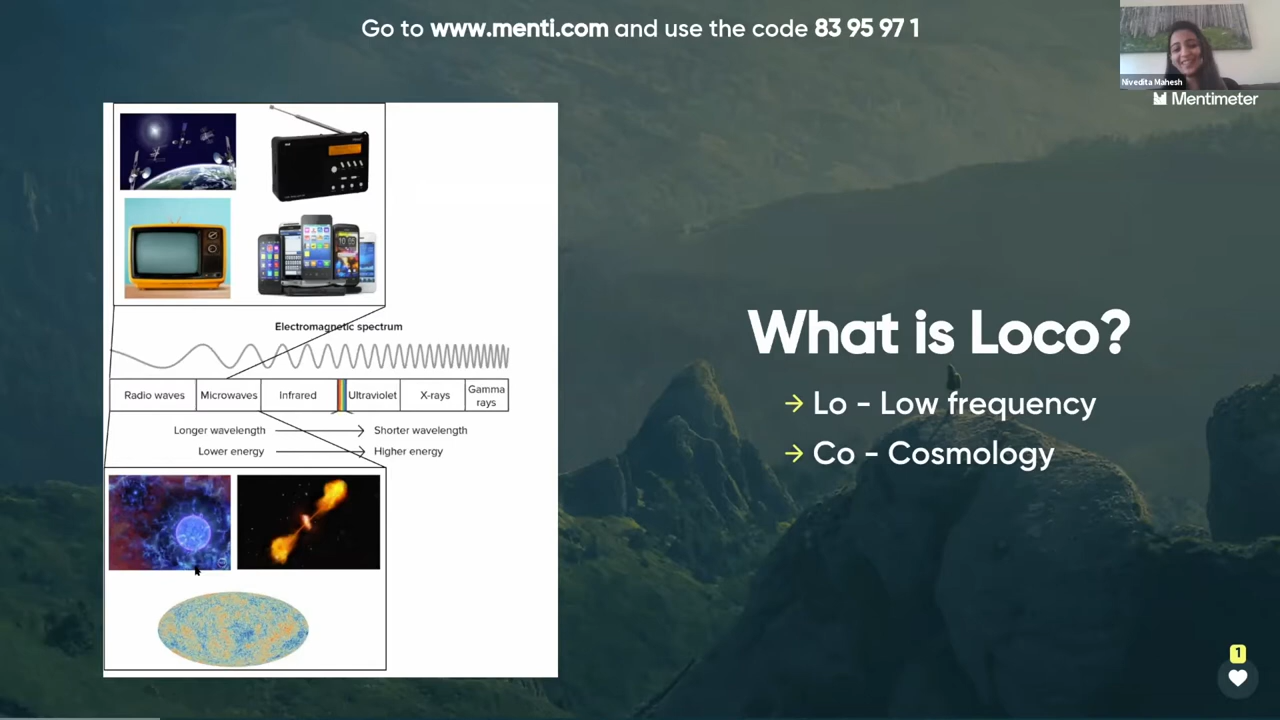 Go to www.menti.com and use the code 83 95 97 1
Nivedita Mahesh
Mentimeter
Electromagnetic spectrum
Radio waves
Microwaves
Infrared
Ultraviolet
X-rays
Gamma
rays
Longer wavelength
Shorter wavelength
Lower energy
Higher energy
What is Loco?
→ Lo - Low frequency
→ Co - Cosmology
1